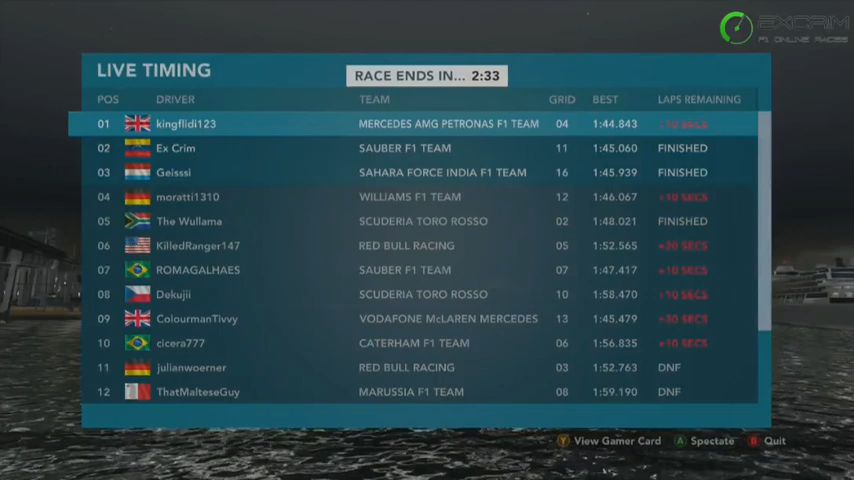 EXCRIM
F1 ONLINE RACES
LIVE TIMING
RACE ENDS IN... 2:33
POS DRIVER TEAM GRID BEST LAPS REMAINING
01 kingflidi123 MERCEDES AMG PETRONAS F1 TEAM 04 1:44.843 +10 SECS
02 Ex Crim SAUBER F1 TEAM 11 1:45.060 FINISHED
03 Geisssi SAHARA FORCE INDIA F1 TEAM 16 1:45.939 FINISHED
04 moratti1310 WILLIAMS F1 TEAM 12 1:46.067 +10 SECS
05 The Wullama SCUDERIA TORO ROSSO 02 1:48.021 FINISHED
06 KilledRanger147 RED BULL RACING 05 1:52.565 +20 SECS
07 ROMAGALHAES SAUBER F1 TEAM 07 1:47.417 +10 SECS
08 Dekujii SCUDERIA TORO ROSSO 10 1:58.470 +10 SECS
09 ColourmanTivvy VODAFONE McLAREN MERCEDES 13 1:45.479 +30 SECS
10 cicera777 CATERHAM F1 TEAM 06 1:56.835 +10 SECS
11 julianwoerner RED BULL RACING 03 1:52.763 DNF
12 ThatMalteseGuy MARUSSIA F1 TEAM 08 1:59.190 DNF
Y View Gamer Card A Spectate B Quit